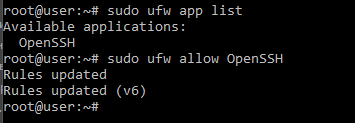 root@user:~# sudo ufw app list
Available applications:
  OpenSSH
root@user:~# sudo ufw allow OpenSSH
Rules updated
Rules updated (v6)
root@user:~#